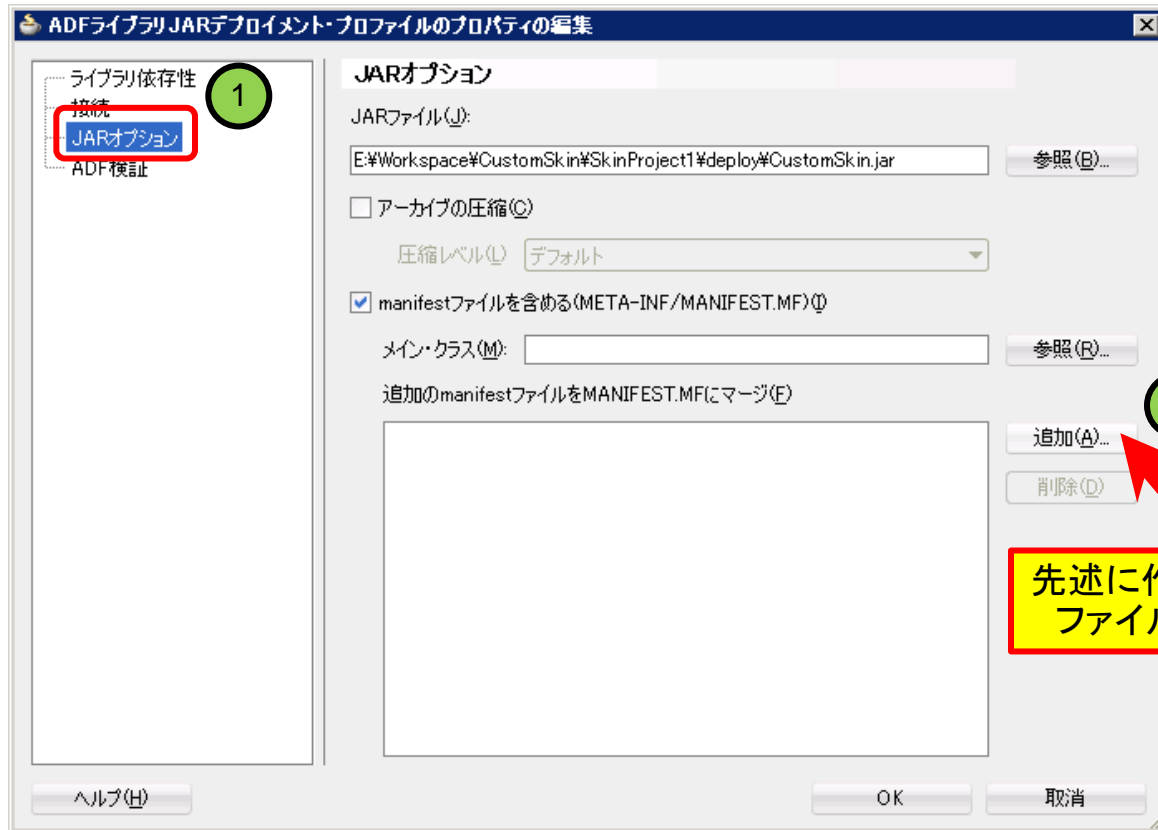 ADFライブラリJARデプロイメント・プロファイルのプロパティの編集
ライブラリ依存性
1
接続
JARオプション
ADF検証
JARオプション
JARファイル(J):
E:¥Workspace¥CustomSkin¥SkinProject1¥deploy¥CustomSkin.jar
参照(B)...
アーカイブの圧縮(C)
圧縮レベル(L) デフォルト
manifestファイルを含める(META-INF/MANIFEST.MF)(I)
メイン・クラス(M):
参照(R)...
追加のmanifestファイルをMANIFEST.MFにマージ(F)
追加(A)...
削除(D)
先述に作
ファイル
ヘルプ(H)
OK
取消